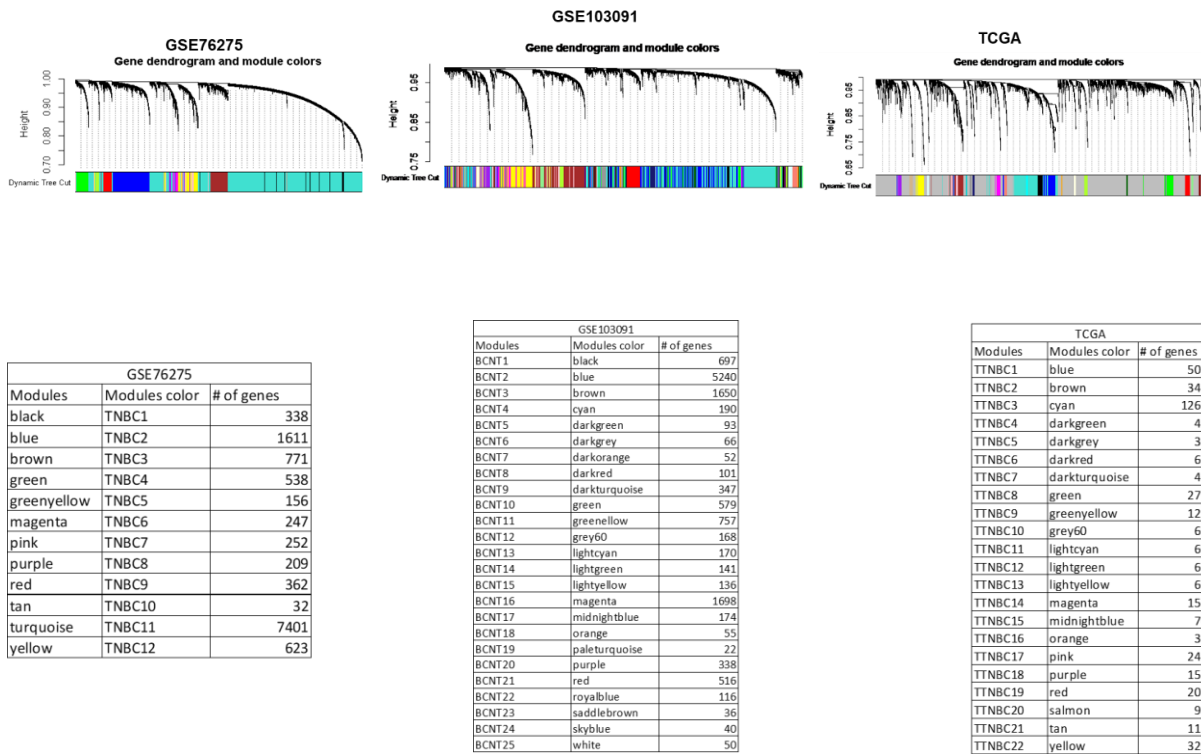 GSE76275
Gene dendrogram and module colors
Height
1.00
0.90
0.80
0.70
Dynamic Tree Cut
GSE103091
Gene dendrogram and module colors
Height
0.95
0.85
0.75
Dynamic Tree Cut
TCGA
Gene dendrogram and module colors
Height
0.95
0.85
0.75
0.65
Dynamic Tree Cut
GSE76275
Modules Modules color # of genes
black TNBC1 338
blue TNBC2 1611
brown TNBC3 771
green TNBC4 538
greenyellow TNBC5 156
magenta TNBC6 247
pink TNBC7 252
purple TNBC8 209
red TNBC9 362
tan TNBC10 32
turquoise TNBC11 7401
yellow TNBC12 623
GSE103091
Modules Modules color # of genes
BCNT1 black 697
BCNT2 blue 5240
BCNT3 brown 1650
BCNT4 cyan 190
BCNT5 darkgreen 93
BCNT6 darkgrey 66
BCNT7 darkorange 52
BCNT8 darkred 101
BCNT9 darkturquoise 347
BCNT10 green 579
BCNT11 greenellow 757
BCNT12 grey60 168
BCNT13 lightcyan 170
BCNT14 lightgreen 141
BCNT15 lightyellow 136
BCNT16 magenta 1698
BCNT17 midnightblue 174
BCNT18 orange 55
BCNT19 paleturquoise 22
BCNT20 purple 338
BCNT21 red 516
BCNT22 royalblue 116
BCNT23 saddlebrown 36
BCNT24 skyblue 40
BCNT25 white 50
TCGA
Modules Modules color # of genes
TTNBC1 blue 50
TTNBC2 brown 34
TTNBC3 cyan 126
TTNBC4 darkgreen 4
TTNBC5 darkgrey 3
TTNBC6 darkred 6
TTNBC7 darkturquoise 4
TTNBC8 green 27
TTNBC9 greenyellow 12
TTNBC10 grey60 6
TTNBC11 lightcyan 6
TTNBC12 lightgreen 6
TTNBC13 lightyellow 6
TTNBC14 magenta 15
TTNBC15 midnightblue 7
TTNBC16 orange 3
TTNBC17 pink 24
TTNBC18 purple 15
TTNBC19 red 20
TTNBC20 salmon 9
TTNBC21 tan 11
TTNBC22 yellow 32